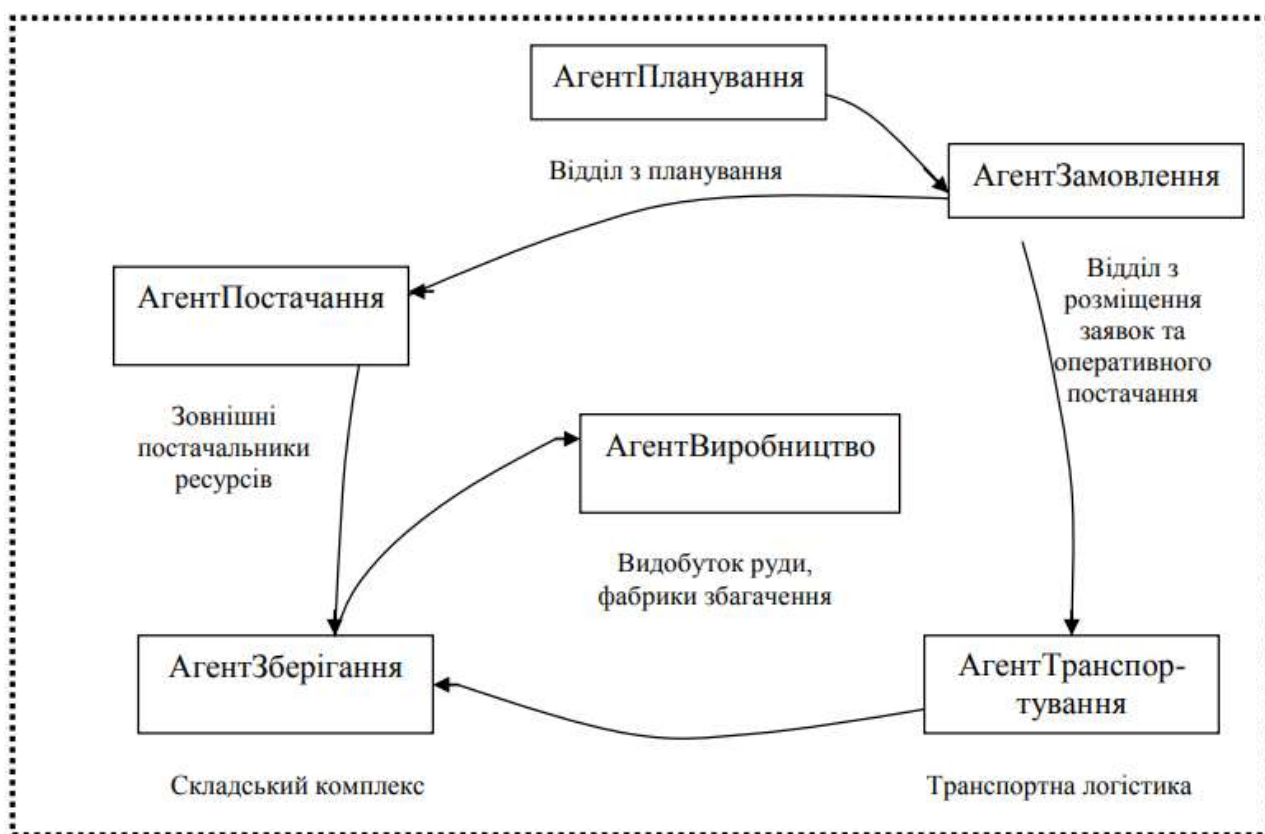 АгентПланування
Відділ з планування
АгентЗамовлення
Відділ з
розміщення
заявок та
оперативного
постачання
АгентПостачання
Зовнішні
постачальники
ресурсів
АгентВиробництво
Видобуток руди,
фабрики збагачення
АгентЗберігання
Складський комплекс
АгентТранспор-
тування
Транспортна логістика